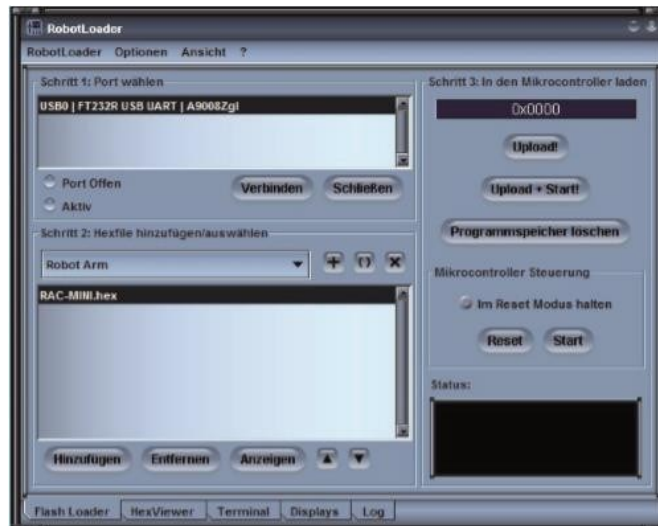 RobotLoader
RobotLoader Optionen Ansicht ?
Schritt 1: Port wählen
USB0 | FT232R USB UART | A9008Zgl
Port Offen
Aktiv
Verbinden
Schließen
Schritt 2: Hexfile hinzufügen/auswählen
Robot Arm
RAC-MINI.hex
Hinzufügen
Entfernen
Anzeigen
Schritt 3: In den Mikrocontroller laden
0x0000
Upload!
Upload + Start!
Programmspeicher löschen
Mikrocontroller Steuerung
Im Reset Modus halten
Reset
Start
Status:
Flash Loader
HexViewer
Terminal
Displays
Log